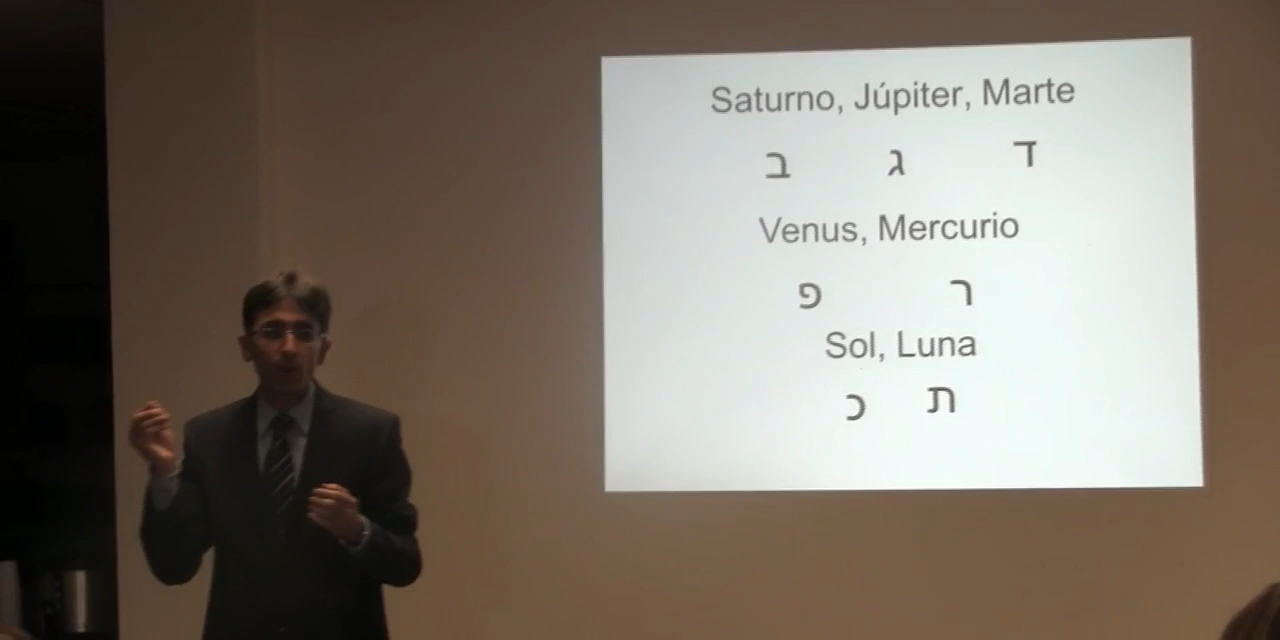 Saturno, Júpiter, Marte
ב ג ד
Venus, Mercurio
פ ר
Sol, Luna
כ ת